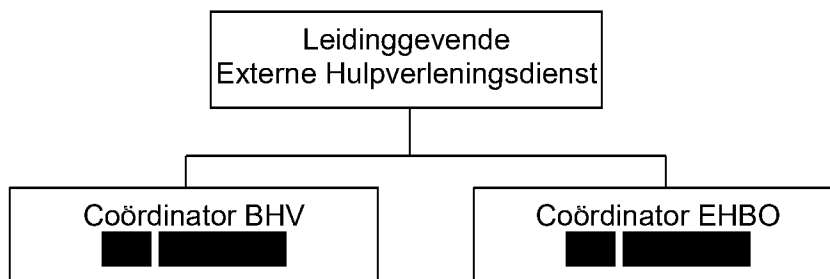 Leidinggevende
Externe Hulpverleningsdienst
Coördinator BHV
Coördinator EHBO